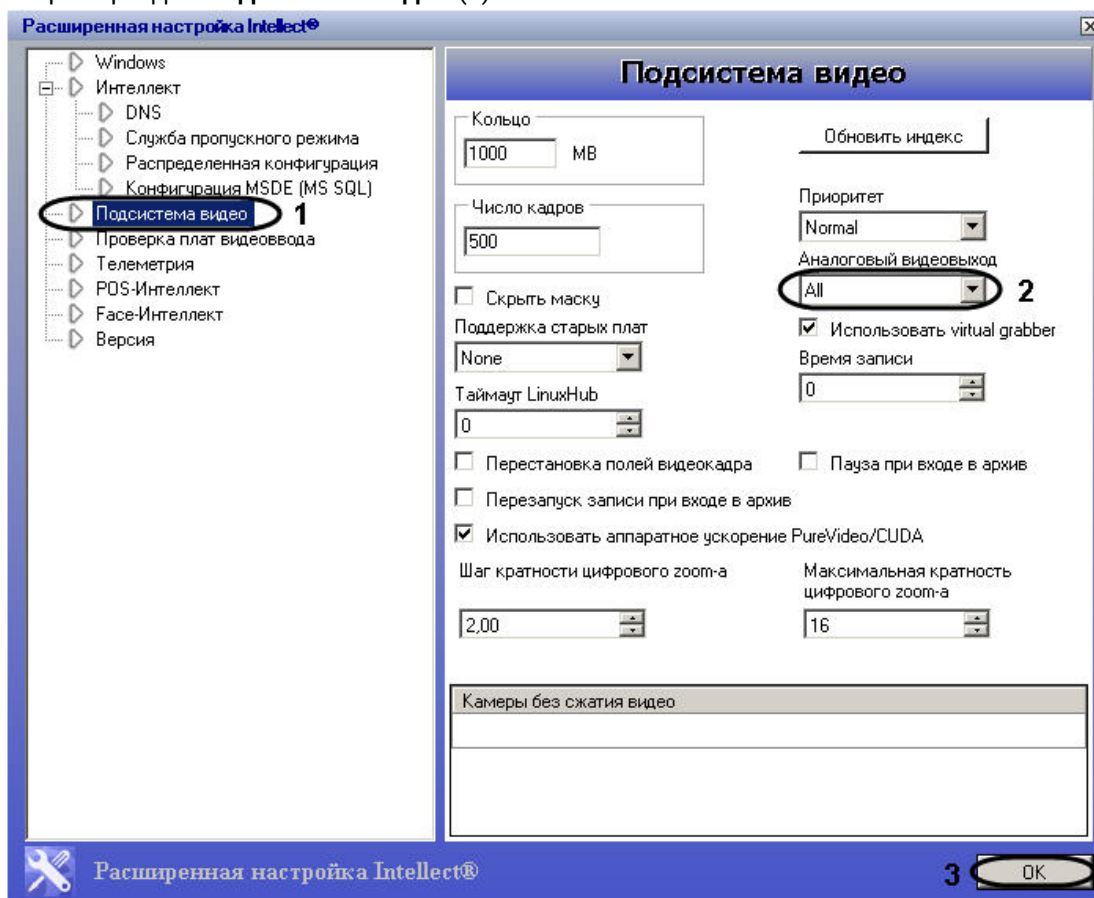 Расширенная настройка Intellect®
Windows
Интеллект
DNS
Служба пропускного режима
Распределенная конфигурация
Конфигурация MSDE (MS SQL)
Подсистема видео 1
Проверка плат видеоввода
Телеметрия
POS-Интеллект
Face-Интеллект
Версия
Подсистема видео
Кольцо
1000 MB
Обновить индекс
Число кадров
500
Приоритет
Normal
Аналоговый видеовыход
All 2
Скрыть маску
Использовать virtual grabber
Поддержка старых плат
None
Время записи
0
Таймаут LinuxHub
0
Перестановка полей видеокадра
Пауза при входе в архив
Перезапуск записи при входе в архив
Использовать аппаратное ускорение PureVideo/CUDA
Шаг кратности цифрового zoom-а
2,00
Максимальная кратность
цифрового zoom-а
16
Камеры без сжатия видео
Расширенная настройка Intellect®
3 OK